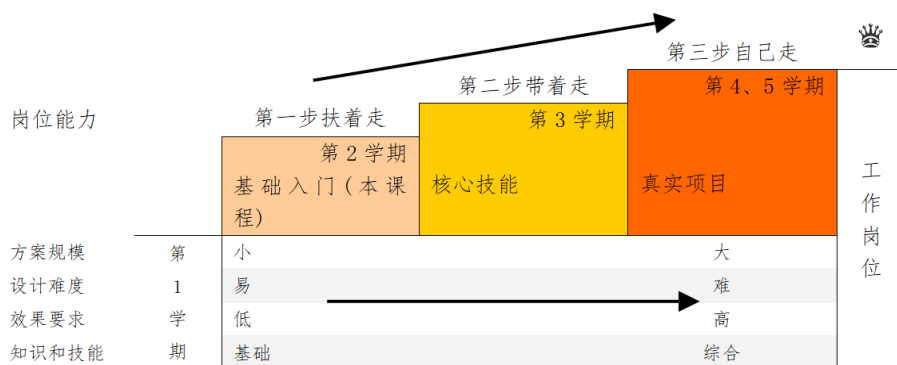 第三步自己走
第二步带着走
第 4、5 学期
岗位能力
第一步扶着走
第 3 学期
第 2 学期
基础入门(本课程)
核心技能
真实项目
工作岗位
方案规模 第 小 大
设计难度 1 易 难
效果要求 学 低 高
知识和技能 期 基础 综合